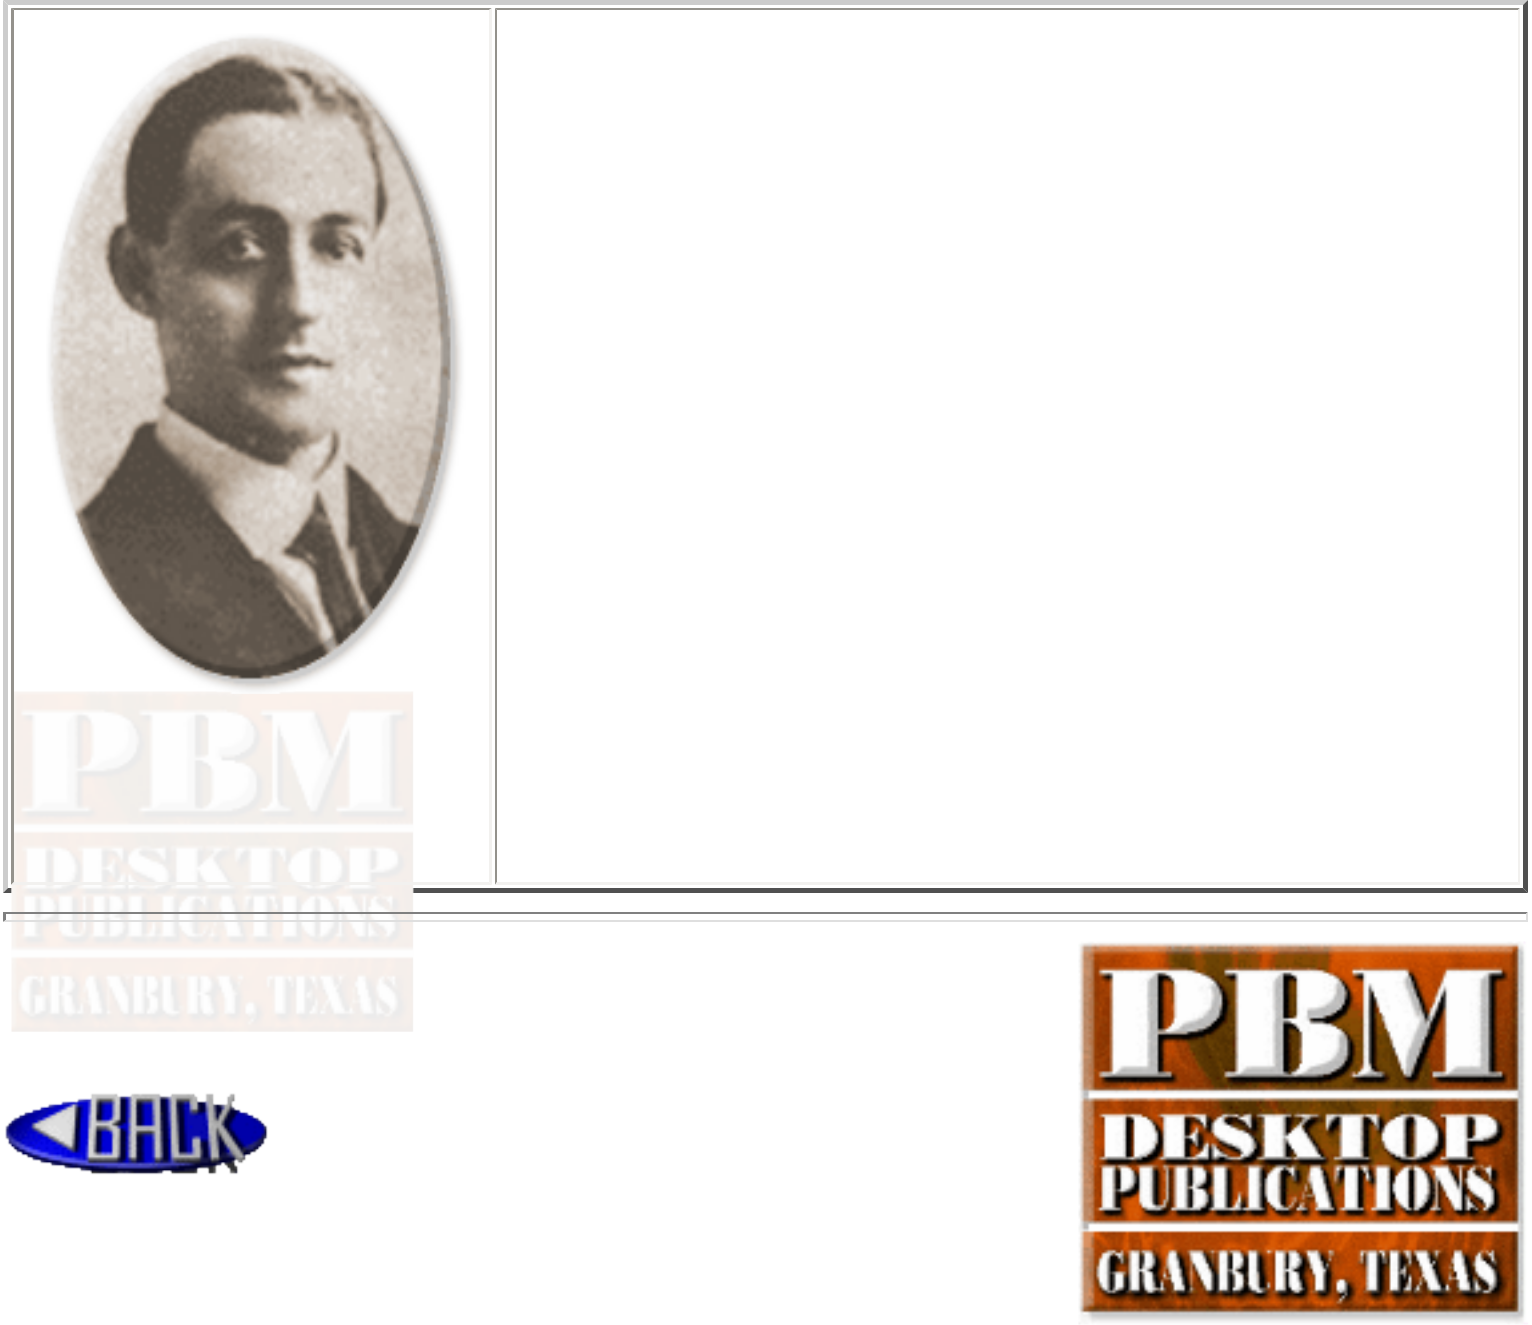 PBM
DESKTOP
PUBLICATIONS
GRANBURY, TEXAS
BACK
PBM
DESKTOP
PUBLICATIONS
GRANBURY, TEXAS